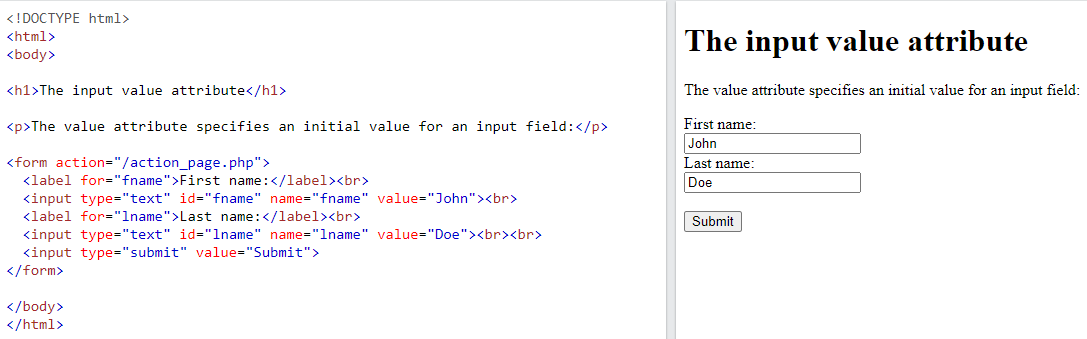 <!DOCTYPE html>
<html>
<body>
<h1>The input value attribute</h1>
<p>The value attribute specifies an initial value for an input field:</p>
<form action="/action_page.php">
  <label for="fname">First name:</label><br>
  <input type="text" id="fname" name="fname" value="John"><br>
  <label for="lname">Last name:</label><br>
  <input type="text" id="lname" name="lname" value="Doe"><br><br>
  <input type="submit" value="Submit">
</form>
</body>
</html>
The input value attribute
The value attribute specifies an initial value for an input field:
First name:
John
Last name:
Doe
Submit